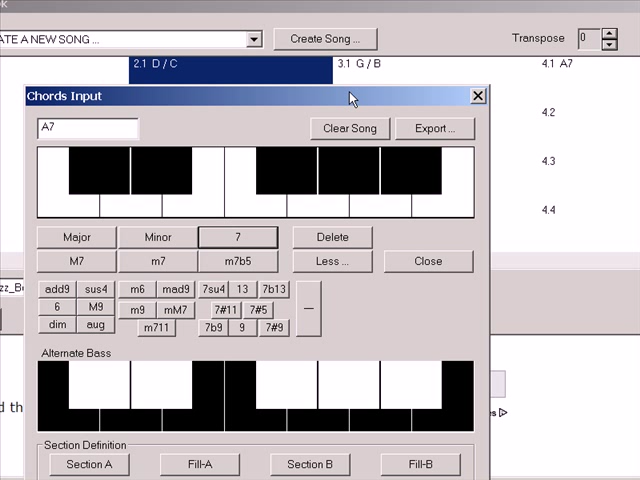 ATE A NEW SONG ...
Create Song ...
Transpose
0
2.1 D / C
3.1 G / B
4.1 A7
Chords Input
A7
Clear Song
Export ...
4.2
4.3
4.4
Major
Minor
7
Delete
M7
m7
m7b5
Less ...
Close
add9
sus4
m6
mad9
7su4
13
7b13
6
M9
m9
mM7
7#11
7#5
dim
aug
m711
7b9
9
7#9
Alternate Bass
d th
Section Definition
Section A
Fill-A
Section B
Fill-B